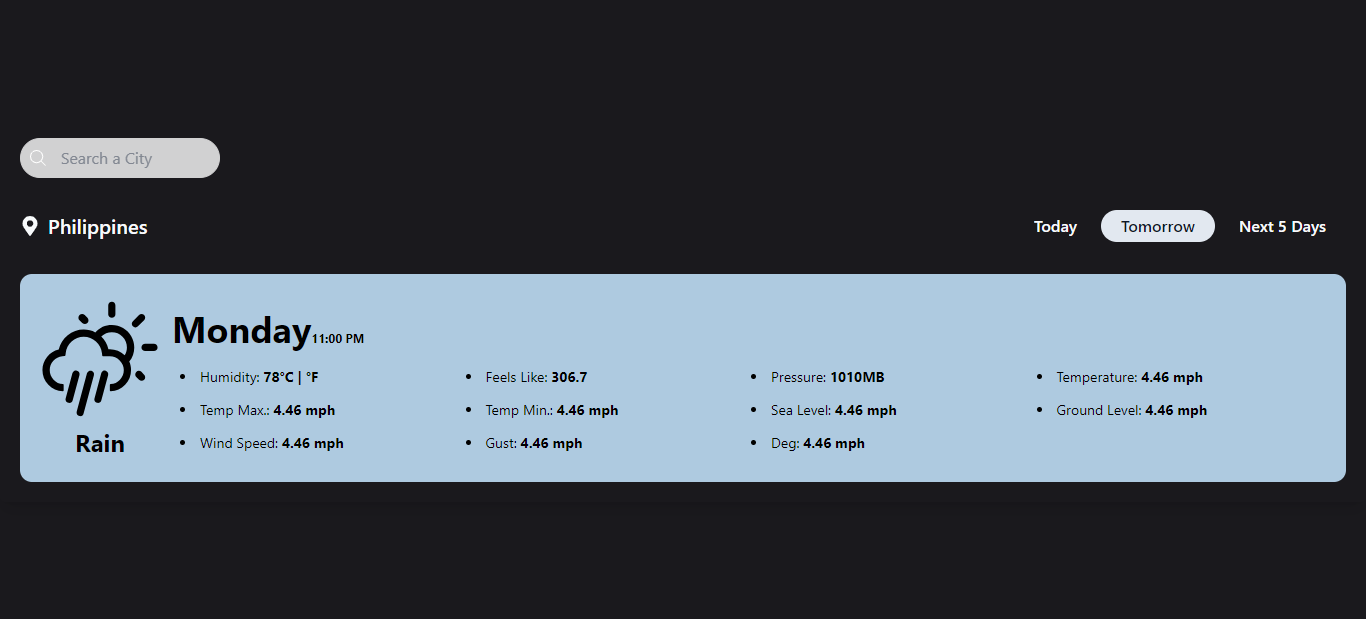 Search a City
Philippines
Today Tomorrow Next 5 Days
Monday 11:00 PM
Humidity: 78°C | °F Feels Like: 306.7 Pressure: 1010MB Temperature: 4.46 mph
Temp Max.: 4.46 mph Temp Min.: 4.46 mph Sea Level: 4.46 mph Ground Level: 4.46 mph
Wind Speed: 4.46 mph Gust: 4.46 mph Deg: 4.46 mph
Rain